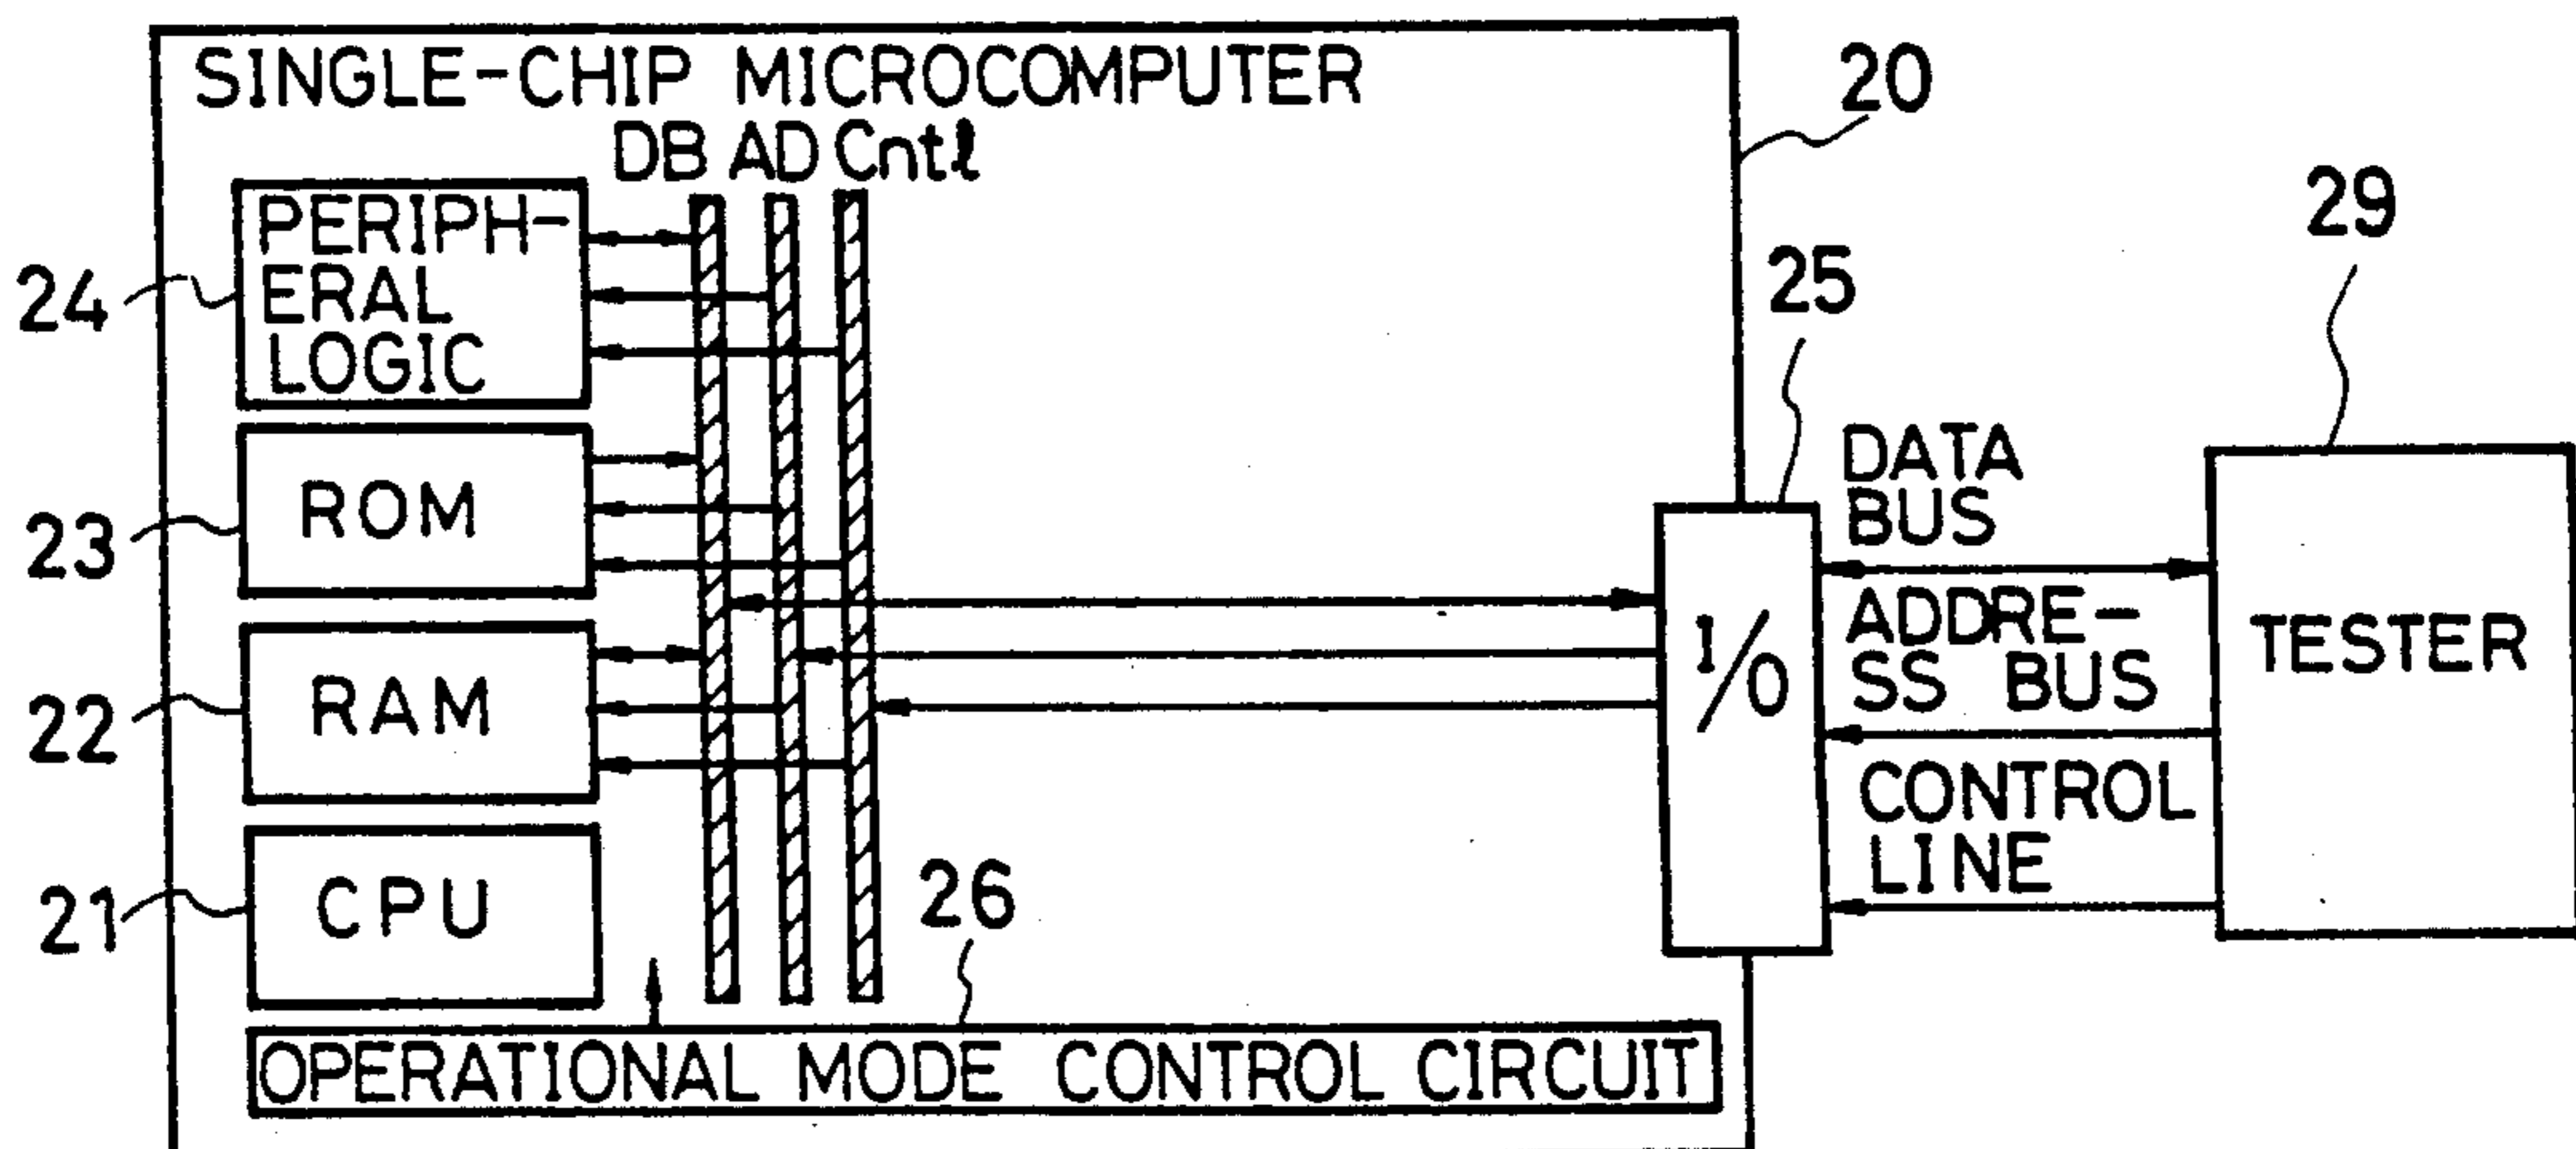 SINGLE-CHIP MICROCOMPUTER
20
DB AD Cntl
PERIPH-
ERAL
LOGIC
24
29
25
ROM
23
DATA
BUS
ADDRE-
SS BUS
I/O
TESTER
RAM
22
CONTROL
LINE
CPU
21
26
OPERATIONAL MODE CONTROL CIRCUIT